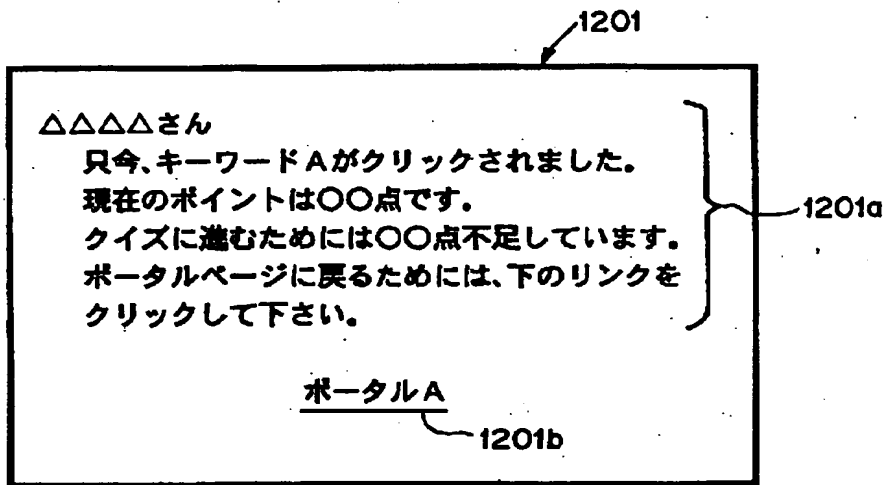 1201
△△△△さん
只今、キーワードAがクリックされました。
現在のポイントは〇〇点です。
クイズに進むためには〇〇点不足しています。
ポータルページに戻るためには、下のリンクを
クリックして下さい。
1201a
ポータルA
1201b